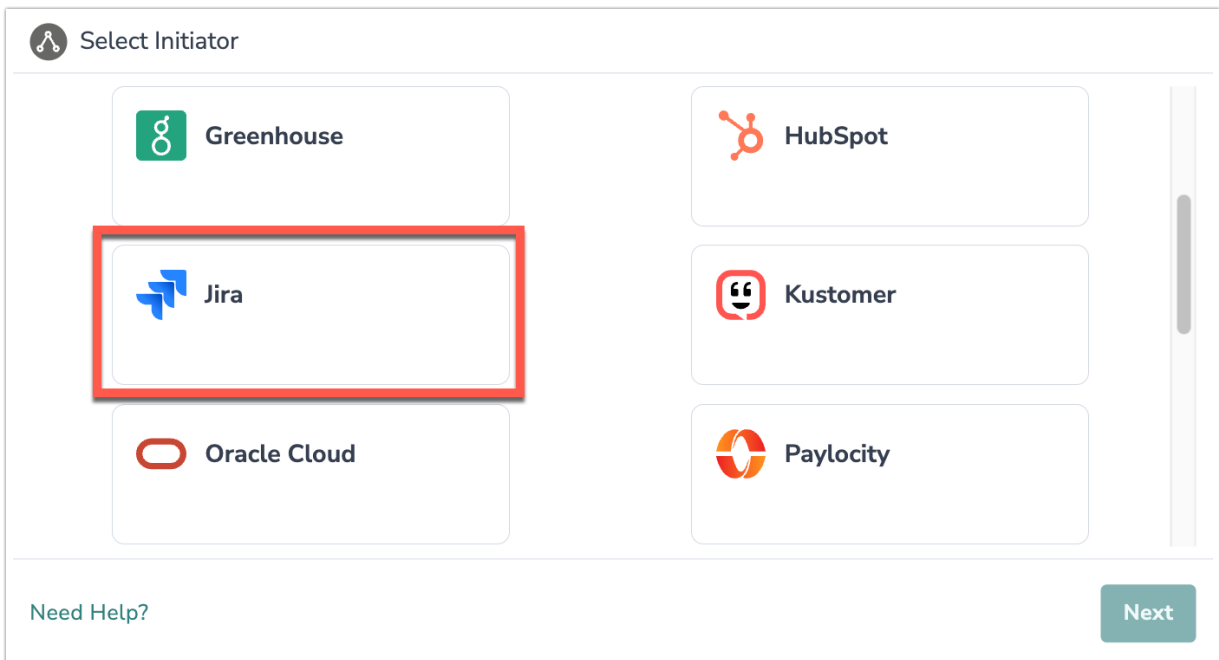 Select Initiator
Greenhouse
HubSpot
Jira
Kustomer
Oracle Cloud
Paylocity
Need Help?
Next